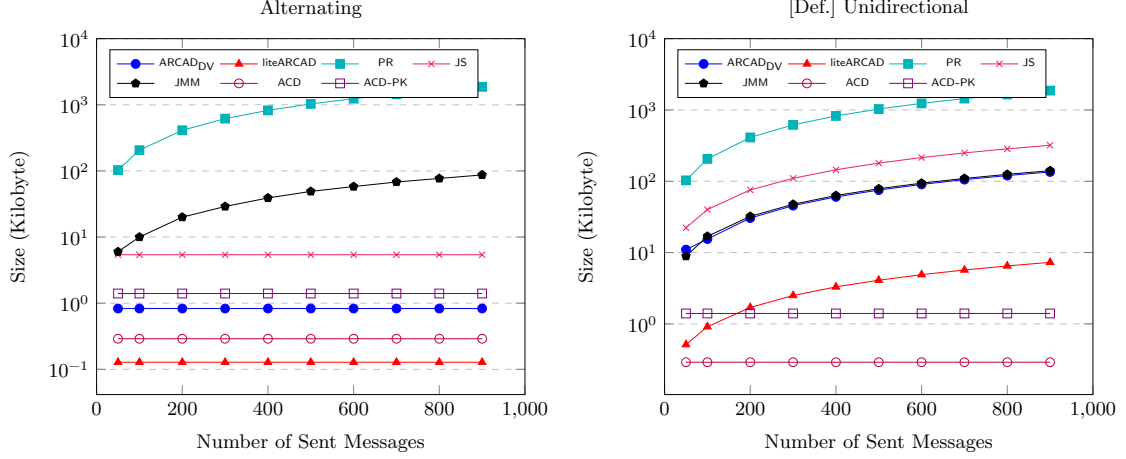 Alternating
10^4
10^3
10^2
10^1
10^0
10^−1
0
200
400
600
800
1,000
Size (Kilobyte)
Number of Sent Messages
ARCAD_DV
liteARCAD
PR
JS
JMM
ACD
ACD-PK
[Def.] Unidirectional
10^4
10^3
10^2
10^1
10^0
0
200
400
600
800
1,000
Size (Kilobyte)
Number of Sent Messages
ARCAD_DV
liteARCAD
PR
JS
JMM
ACD
ACD-PK